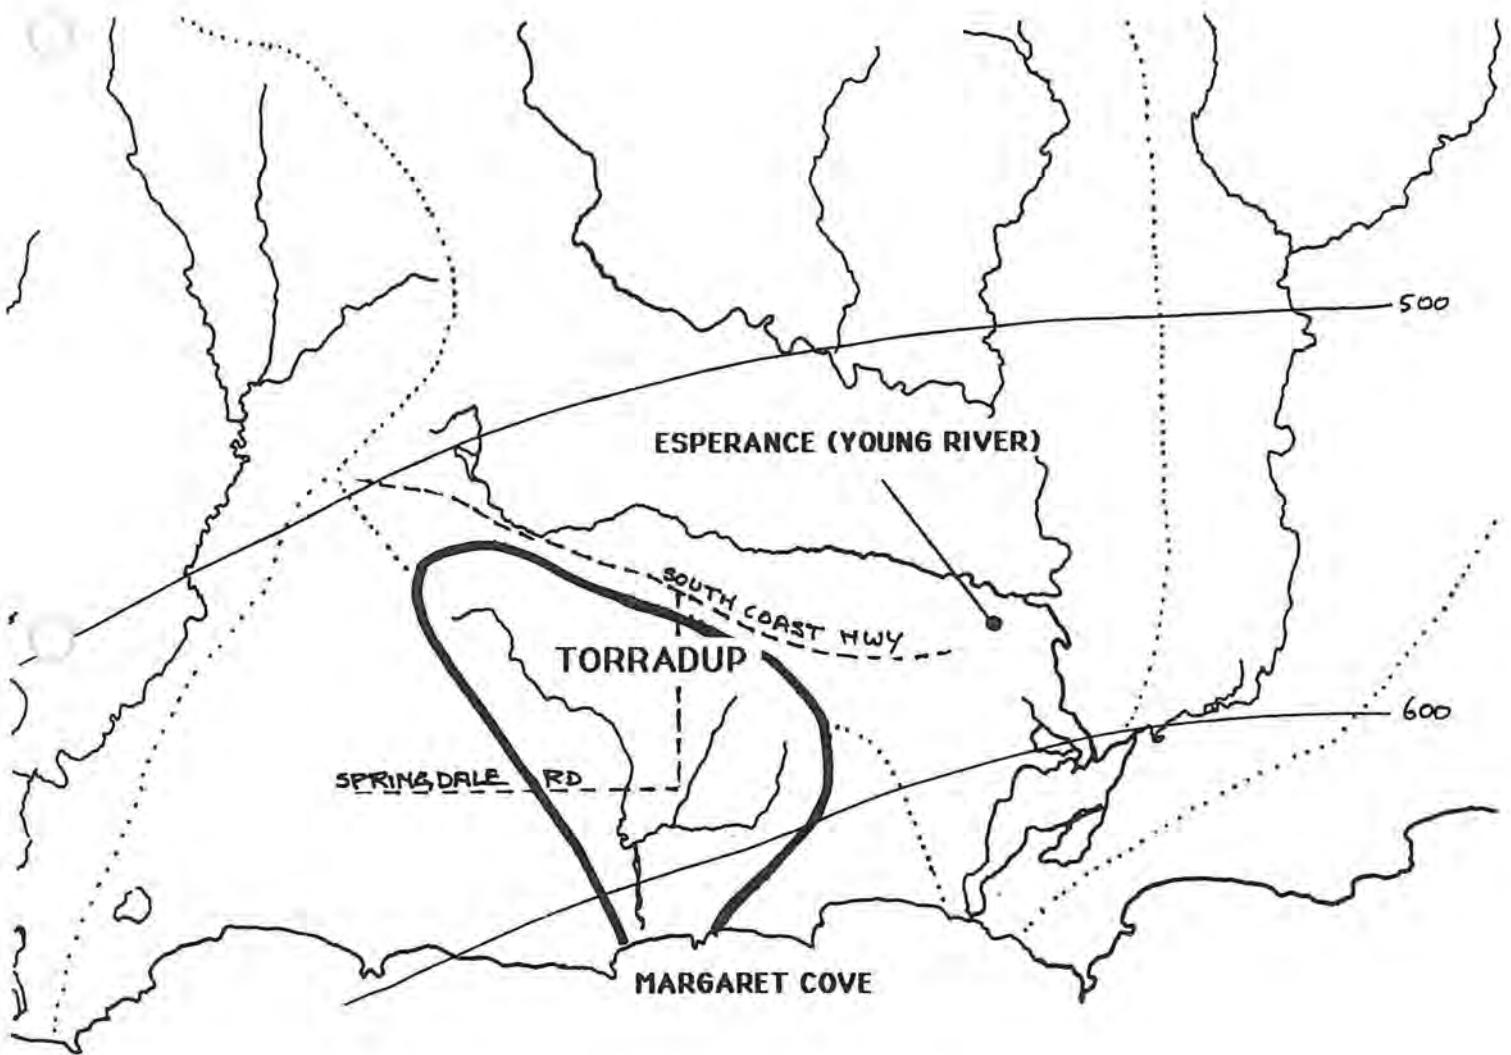 500
ESPERANCE (YOUNG RIVER)
SOUTH COAST HWY
TORRADUP
600
SPRINGDALE RD
MARGARET COVE